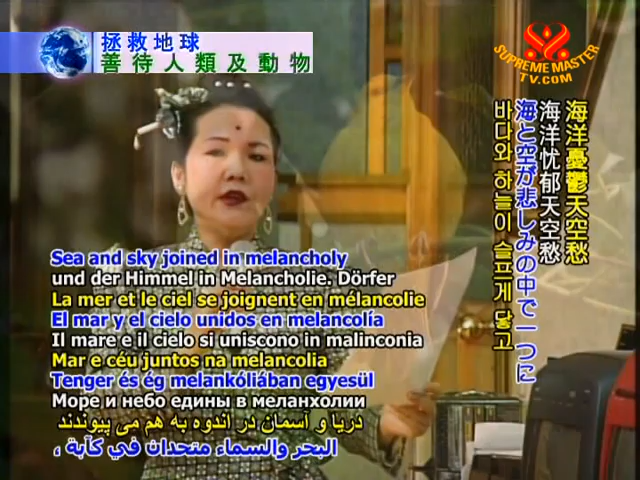 拯救地球
善待人類及動物
SUPREME MASTER
TV.COM
海洋憂鬱天空愁
海洋忧郁天空愁
海と空が悲しみの中で一つに
바다와 하늘이 슬프게 닿고
Sea and sky joined in melancholy
und der Himmel in Melancholie. Dörfer
La mer et le ciel se joignent en mélancolie
El mar y el cielo unidos en melancolía
Il mare e il cielo si uniscono in malinconia
Mar e céu juntos na melancolia
Tenger és ég melankóliában egyesül
Море и небо едины в меланхолии
دریا و آسمان در اندوه به هم می پیوندند
البحر والسماء متحدان في كآبة ،